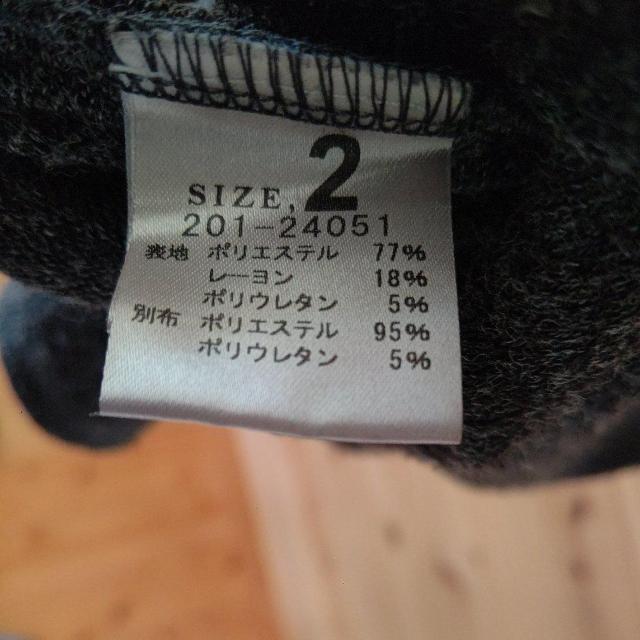 SIZE, 2
201-24051
表地 ポリエステル 77%
レーヨン 18%
ポリウレタン 5%
別布 ポリエステル 95%
ポリウレタン 5%